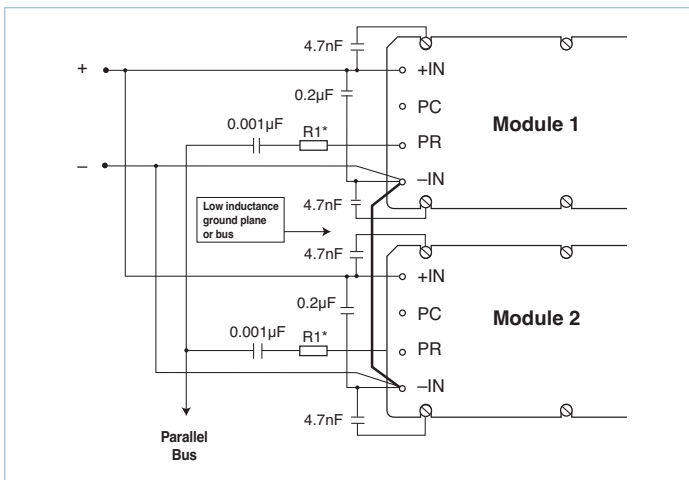 4.7nF
+
+IN
0.2µF
PC
Module 1
0.001µF
R1*
PR
–
–IN
4.7nF
Low inductance
ground plane
or bus
4.7nF
+IN
0.2µF
PC
Module 2
0.001µF
R1*
PR
–IN
4.7nF
Parallel
Bus